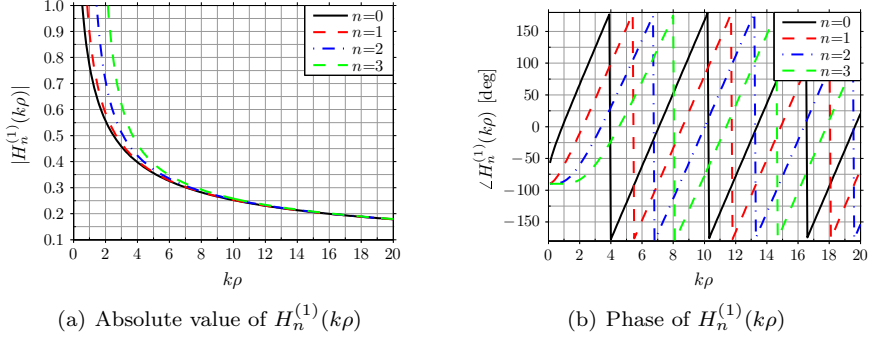 1.0
0.9
0.8
0.7
0.6
0.5
0.4
0.3
0.2
0.1
0 2 4 6 8 10 12 14 16 18 20
|H_n^{(1)}(kρ)|
kρ
n=0
n=1
n=2
n=3
(a) Absolute value of H_n^{(1)}(kρ)
150
100
50
0
−50
−100
−150
0 2 4 6 8 10 12 14 16 18 20
∠H_n^{(1)}(kρ) [deg]
kρ
n=0
n=1
n=2
n=3
(b) Phase of H_n^{(1)}(kρ)